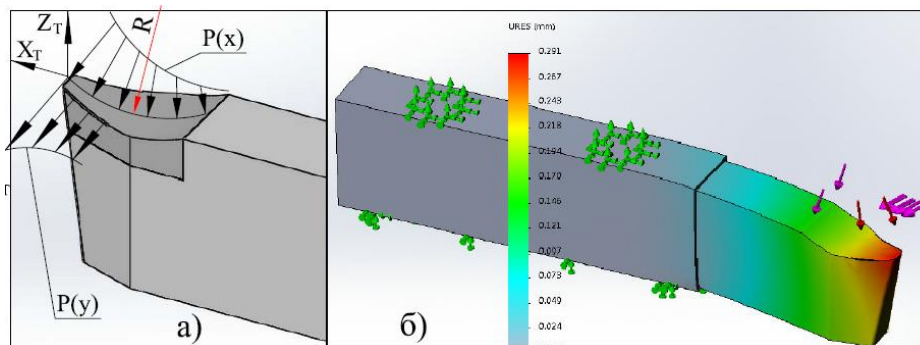 Z_T
X_T
R
P(x)
P(y)
а)
URES (mm)
0.291
0.267
0.243
0.218
0.194
0.170
0.146
0.121
0.097
0.073
0.049
0.024
б)